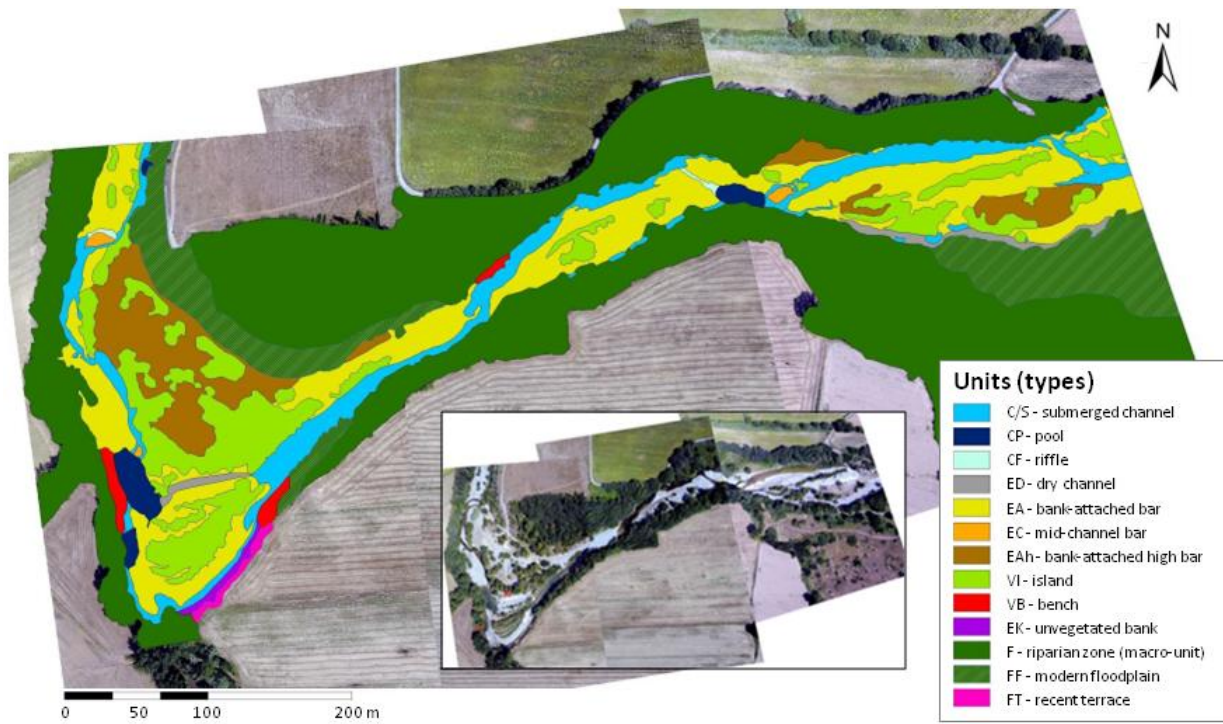 N
Units (types)
C/S - submerged channel
CP - pool
CF - riffle
ED - dry channel
EA - bank-attached bar
EC - mid-channel bar
EAh - bank-attached high bar
VI - island
VB - bench
EK - unvegetated bank
F - riparian zone (macro-unit)
FF - modern floodplain
FT - recent terrace
0 50 100 200 m